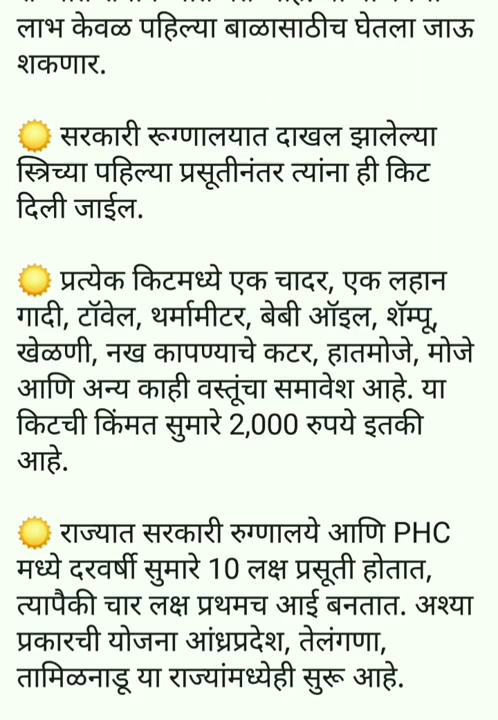 लाभ केवळ पहिल्या बाळासाठीच घेतला जाऊ
शकणार.
🌞 सरकारी रूग्णालयात दाखल झालेल्या
स्त्रिच्या पहिल्या प्रसूतीनंतर त्यांना ही किट
दिली जाईल.
🌞 प्रत्येक किटमध्ये एक चादर, एक लहान
गादी, टॉवेल, थर्मामीटर, बेबी ऑइल, शॅम्पू,
खेळणी, नख कापण्याचे कटर, हातमोजे, मोजे
आणि अन्य काही वस्तूंचा समावेश आहे. या
किटची किंमत सुमारे 2,000 रुपये इतकी
आहे.
🌞 राज्यात सरकारी रुग्णालये आणि PHC
मध्ये दरवर्षी सुमारे 10 लक्ष प्रसूती होतात,
त्यापैकी चार लक्ष प्रथमच आई बनतात. अश्या
प्रकारची योजना आंध्रप्रदेश, तेलंगणा,
तामिळनाडू या राज्यांमध्येही सुरू आहे.